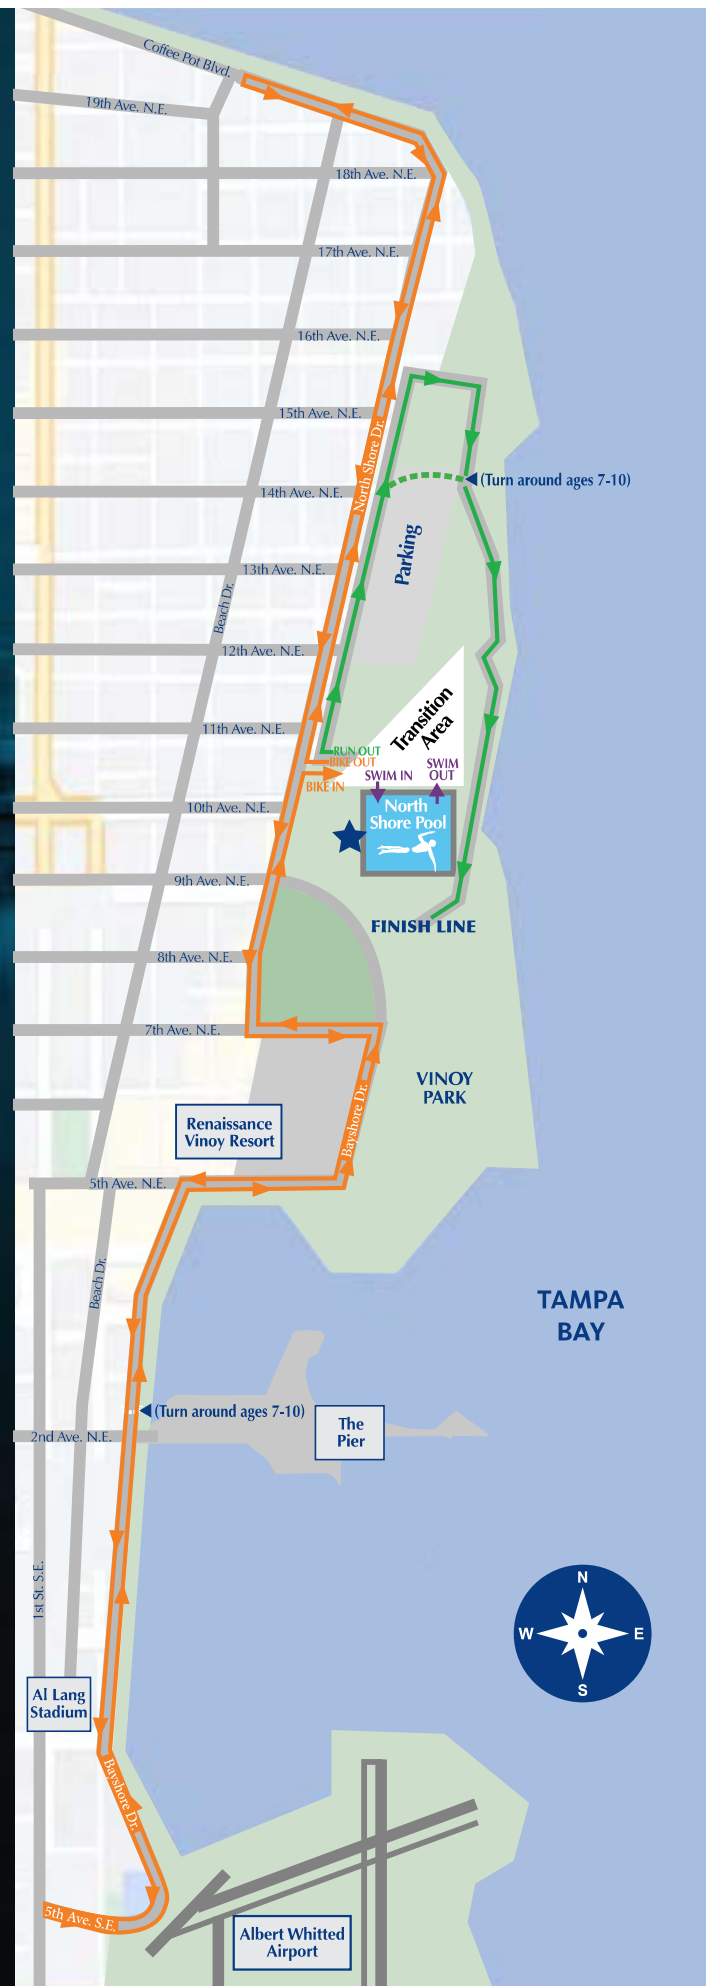 Coffee Pot Blvd.
19th Ave. N.E.
18th Ave. N.E.
17th Ave. N.E.
16th Ave. N.E.
15th Ave. N.E.
North Shore Dr.
14th Ave. N.E.
(Turn around ages 7-10)
Parking
13th Ave. N.E.
Beach Dr.
12th Ave. N.E.
Transition
Area
11th Ave. N.E.
RUN OUT
BIKE OUT
BIKE IN
SWIM IN
SWIM
OUT
10th Ave. N.E.
North
Shore Pool
9th Ave. N.E.
FINISH LINE
8th Ave. N.E.
7th Ave. N.E.
VINOY
PARK
Bayshore Dr.
Renaissance
Vinoy Resort
5th Ave. N.E.
Beach Dr.
TAMPA
BAY
(Turn around ages 7-10)
The
Pier
2nd Ave. N.E.
1st St. S.E.
N
W
E
S
Al Lang
Stadium
Bayshore Dr.
5th Ave. S.E.
Albert Whitted
Airport